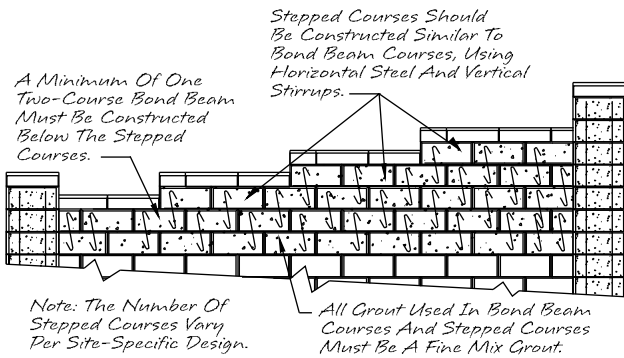 Stepped Courses Should
Be Constructed Similar To
Bond Beam Courses, Using
Horizontal Steel And Vertical
Stirrups.
A Minimum Of One
Two-Course Bond Beam
Must Be Constructed
Below The Stepped
Courses.
Note: The Number Of
Stepped Courses Vary
Per Site-Specific Design.
All Grout Used In Bond Beam
Courses And Stepped Courses
Must Be A Fine Mix Grout.